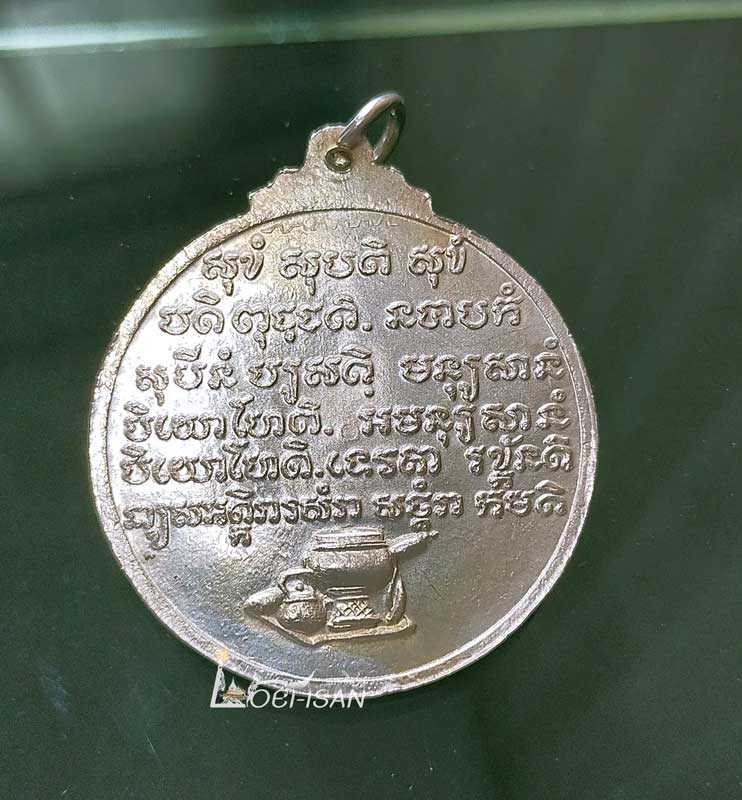 សុខំ សុបតិ សុខំ
បដិពុជ្ឈតិ. នបាបកំ
សុបីនំ បស្សតិ មនុស្សានំ
បិយោហោតិ. អមនុស្សានំ
បិយោហោតិ. ទេវតា រក្ខន្តិ
សត្ថំវា កមតិ
LOEI-ISAN